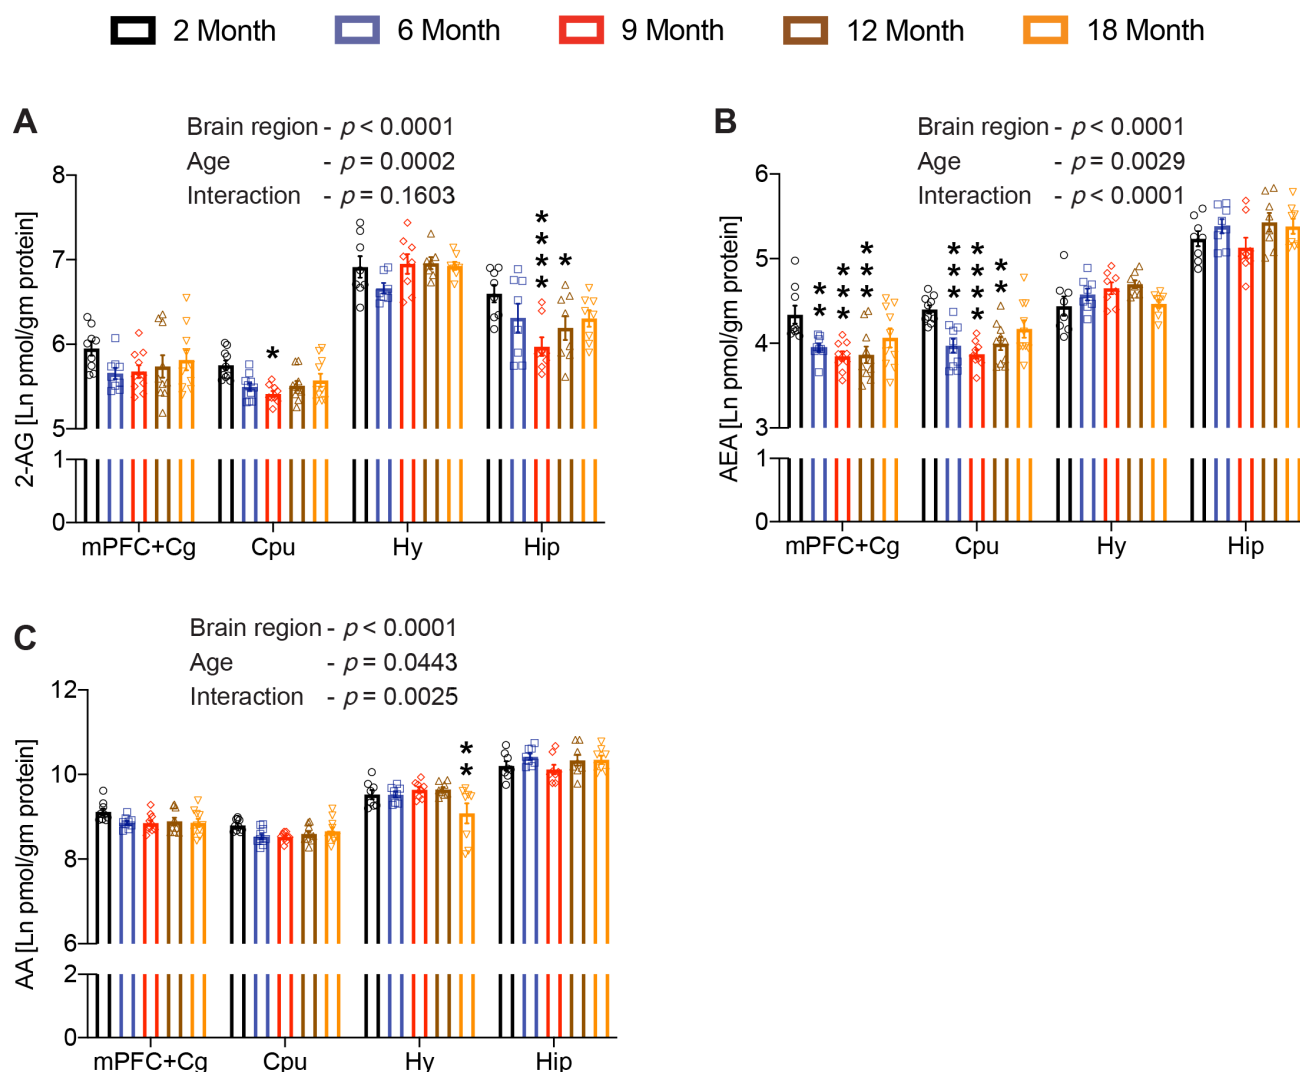 2 Month 6 Month 9 Month 12 Month 18 Month
A
Brain region - p < 0.0001
Age - p = 0.0002
Interaction - p = 0.1603
2-AG [Ln pmol/gm protein]
8
7
6
5
1
0
*
****
*
mPFC+Cg Cpu Hy Hip
B
Brain region - p < 0.0001
Age - p = 0.0029
Interaction - p < 0.0001
AEA [Ln pmol/gm protein]
6
5
4
3
1
0
**
***
***
***
****
**
mPFC+Cg Cpu Hy Hip
C
Brain region - p < 0.0001
Age - p = 0.0443
Interaction - p = 0.0025
AA [Ln pmol/gm protein]
12
10
8
6
2
0
**
mPFC+Cg Cpu Hy Hip